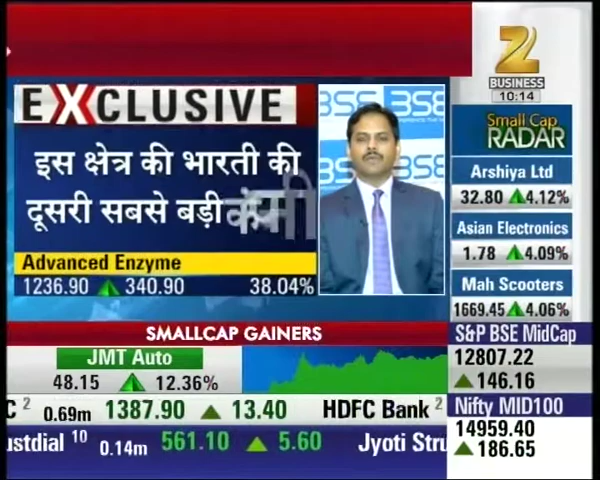 Z
BUSINESS
10:14
EXCLUSIVE
BSE
BSE
इस क्षेत्र की भारती की
दूसरी सबसे बड़ी
Advanced Enzyme
1236.90 340.90 38.04%
Small Cap
RADAR
Arshiya Ltd
32.80 4.12%
Asian Electronics
1.78 4.09%
Mah Scooters
1669.45 4.06%
SMALLCAP GAINERS
JMT Auto
48.15 12.36%
S&P BSE MidCap
12807.22
146.16
Nifty MID100
14959.40
186.65
C 2 0.69m 1387.90 13.40 HDFC Bank 2
ustdial 10 0.14m 561.10 5.60 Jyoti Stru